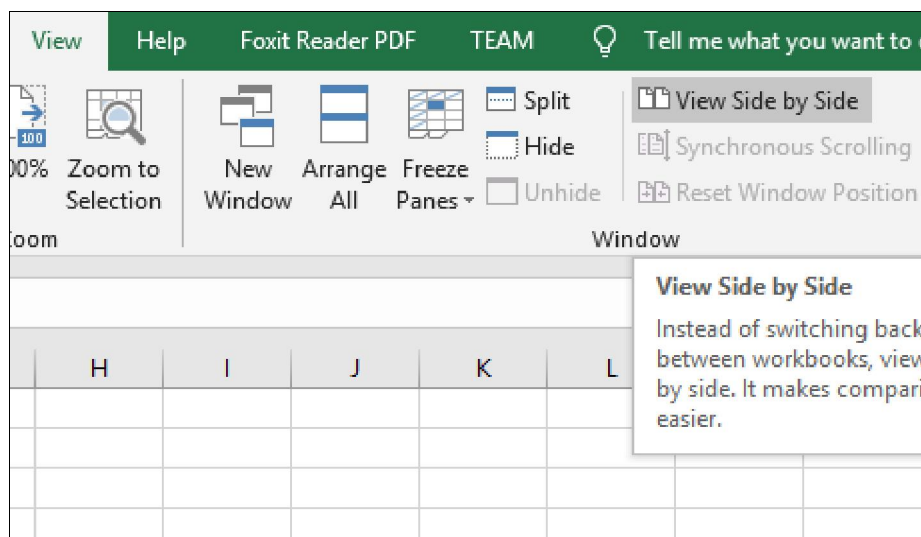 View Help Foxit Reader PDF TEAM Tell me what you want to
100
00% Zoom to Selection
New Window
Arrange All
Freeze Panes
Split
Hide
Unhide
View Side by Side
Synchronous Scrolling
Reset Window Position
Zoom Window
View Side by Side
Instead of switching back
between workbooks, view
by side. It makes compari
easier.
H I J K L